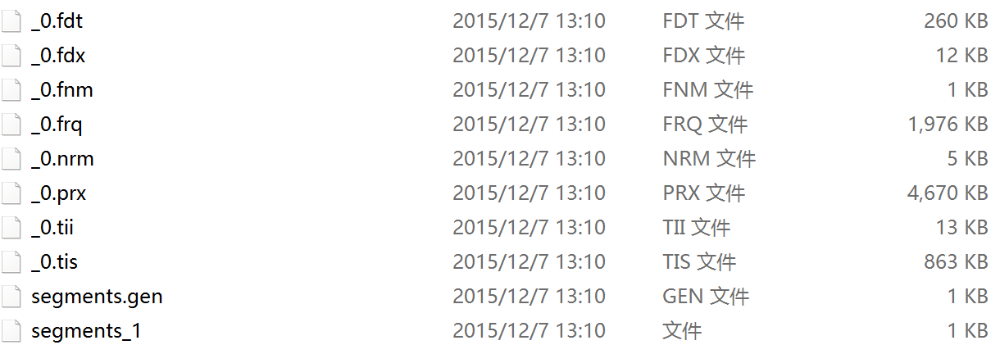 _0.fdt 2015/12/7 13:10 FDT 文件 260 KB
_0.fdx 2015/12/7 13:10 FDX 文件 12 KB
_0.fnm 2015/12/7 13:10 FNM 文件 1 KB
_0.frq 2015/12/7 13:10 FRQ 文件 1,976 KB
_0.nrm 2015/12/7 13:10 NRM 文件 5 KB
_0.prx 2015/12/7 13:10 PRX 文件 4,670 KB
_0.tii 2015/12/7 13:10 TII 文件 13 KB
_0.tis 2015/12/7 13:10 TIS 文件 863 KB
segments.gen 2015/12/7 13:10 GEN 文件 1 KB
segments_1 2015/12/7 13:10 文件 1 KB